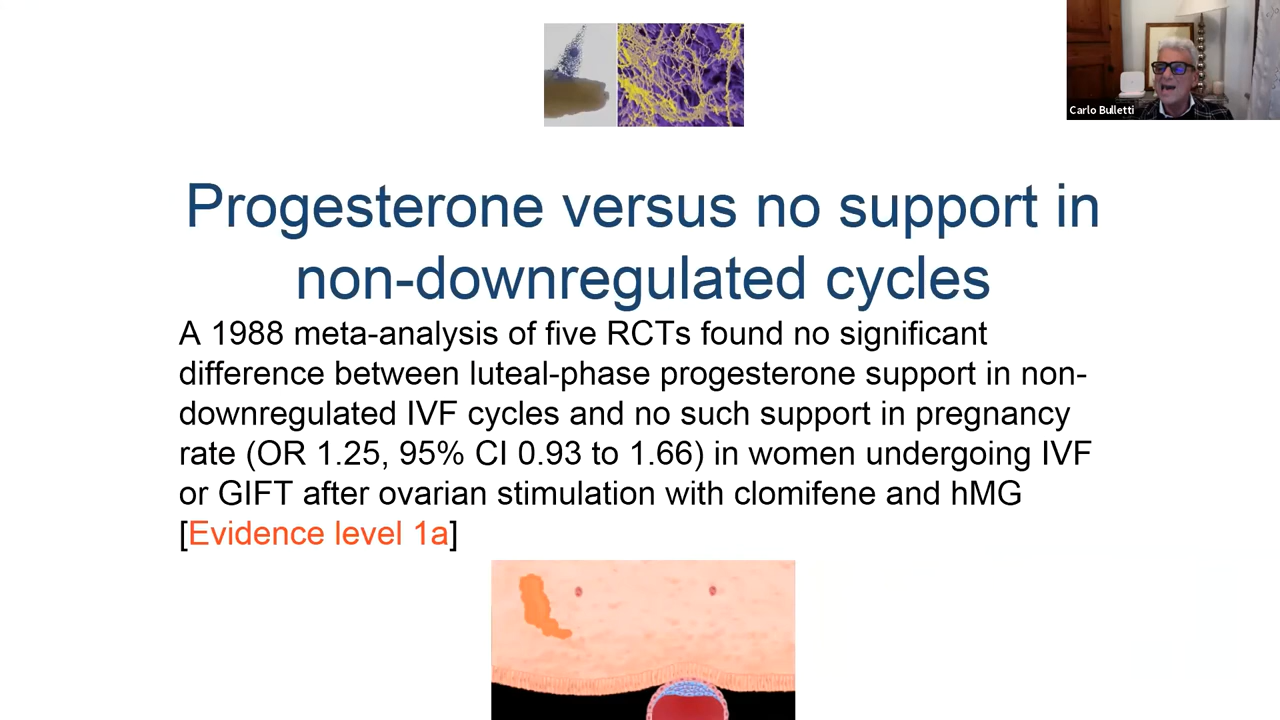 Carlo Bulletti
Progesterone versus no support in
non-downregulated cycles
A 1988 meta-analysis of five RCTs found no significant
difference between luteal-phase progesterone support in non-
downregulated IVF cycles and no such support in pregnancy
rate (OR 1.25, 95% CI 0.93 to 1.66) in women undergoing IVF
or GIFT after ovarian stimulation with clomifene and hMG
[Evidence level 1a]